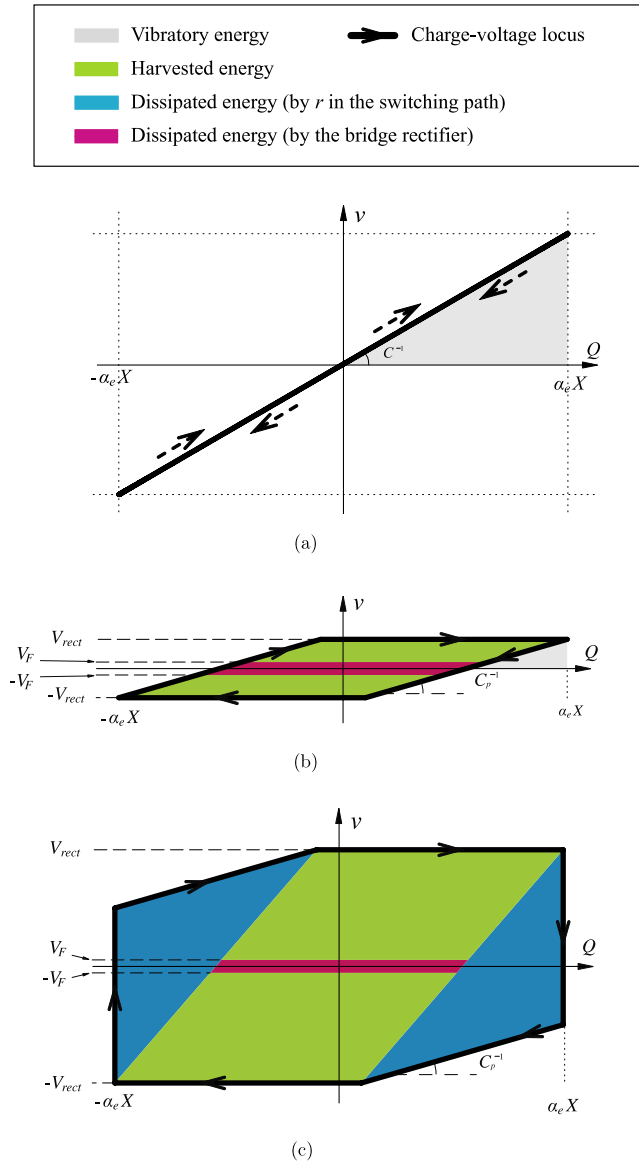 Vibratory energy
Charge-voltage locus
Harvested energy
Dissipated energy (by r in the switching path)
Dissipated energy (by the bridge rectifier)
v
C⁻¹
Q
-αₑX
αₑX
(a)
v
V_rect
V_F
Q
-V_F
-V_rect
C_p⁻¹
-αₑX
αₑX
(b)
v
V_rect
V_F
Q
-V_F
-V_rect
C_p⁻¹
-αₑX
αₑX
(c)